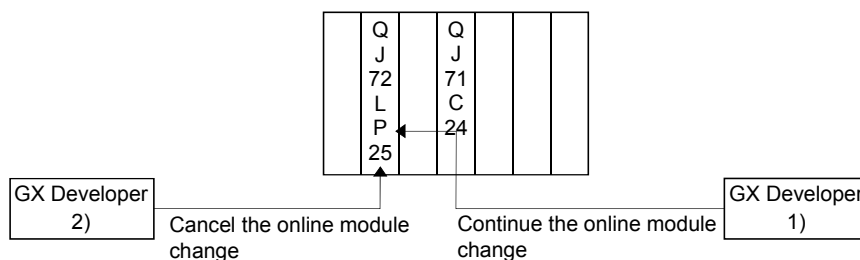 Q
J
72
L
P
25
Q
J
71
C
24
GX Developer
2)
Cancel the online module
change
Continue the online module
change
GX Developer
1)